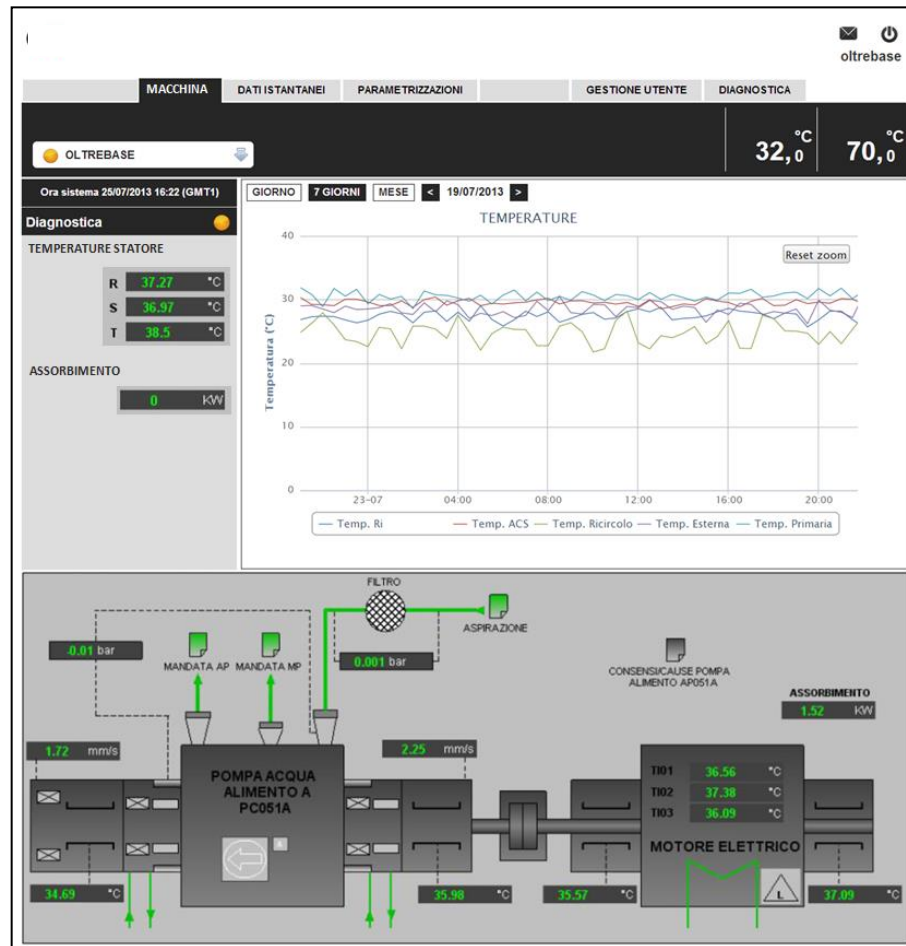 oltrebase
MACCHINA DATI ISTANTANEI PARAMETRIZZAZIONI GESTIONE UTENTE DIAGNOSTICA
OLTREBASE
32,0 °C 70,0 °C
Ora sistema 25/07/2013 16:22 (GMT1)
GIORNO 7 GIORNI MESE < 19/07/2013 >
Diagnostica
TEMPERATURE STATORE
R 37.27 °C
S 36.97 °C
T 38.5 °C
ASSORBIMENTO
0 KW
TEMPERATURE
Reset zoom
Temperatura (°C)
40
30
20
10
0
23-07 04:00 08:00 12:00 16:00 20:00
Temp. Ri Temp. ACS Temp. Ricircolo Temp. Esterna Temp. Primaria
FILTRO
ASPIRAZIONE
-0.01 bar
MANDATA AP MANDATA MP
0.001 bar
CONSENSI/CAUSE POMPA
ALIMENTO AP051A
ASSORBIMENTO
1.52 KW
1.72 mm/s
2.25 mm/s
POMPA ACQUA
ALIMENTO A
PC051A
TI01 36.56 °C
TI02 37.38 °C
TI03 36.09 °C
MOTORE ELETTRICO
L
34.69 °C
35.98 °C
35.57 °C
37.09 °C